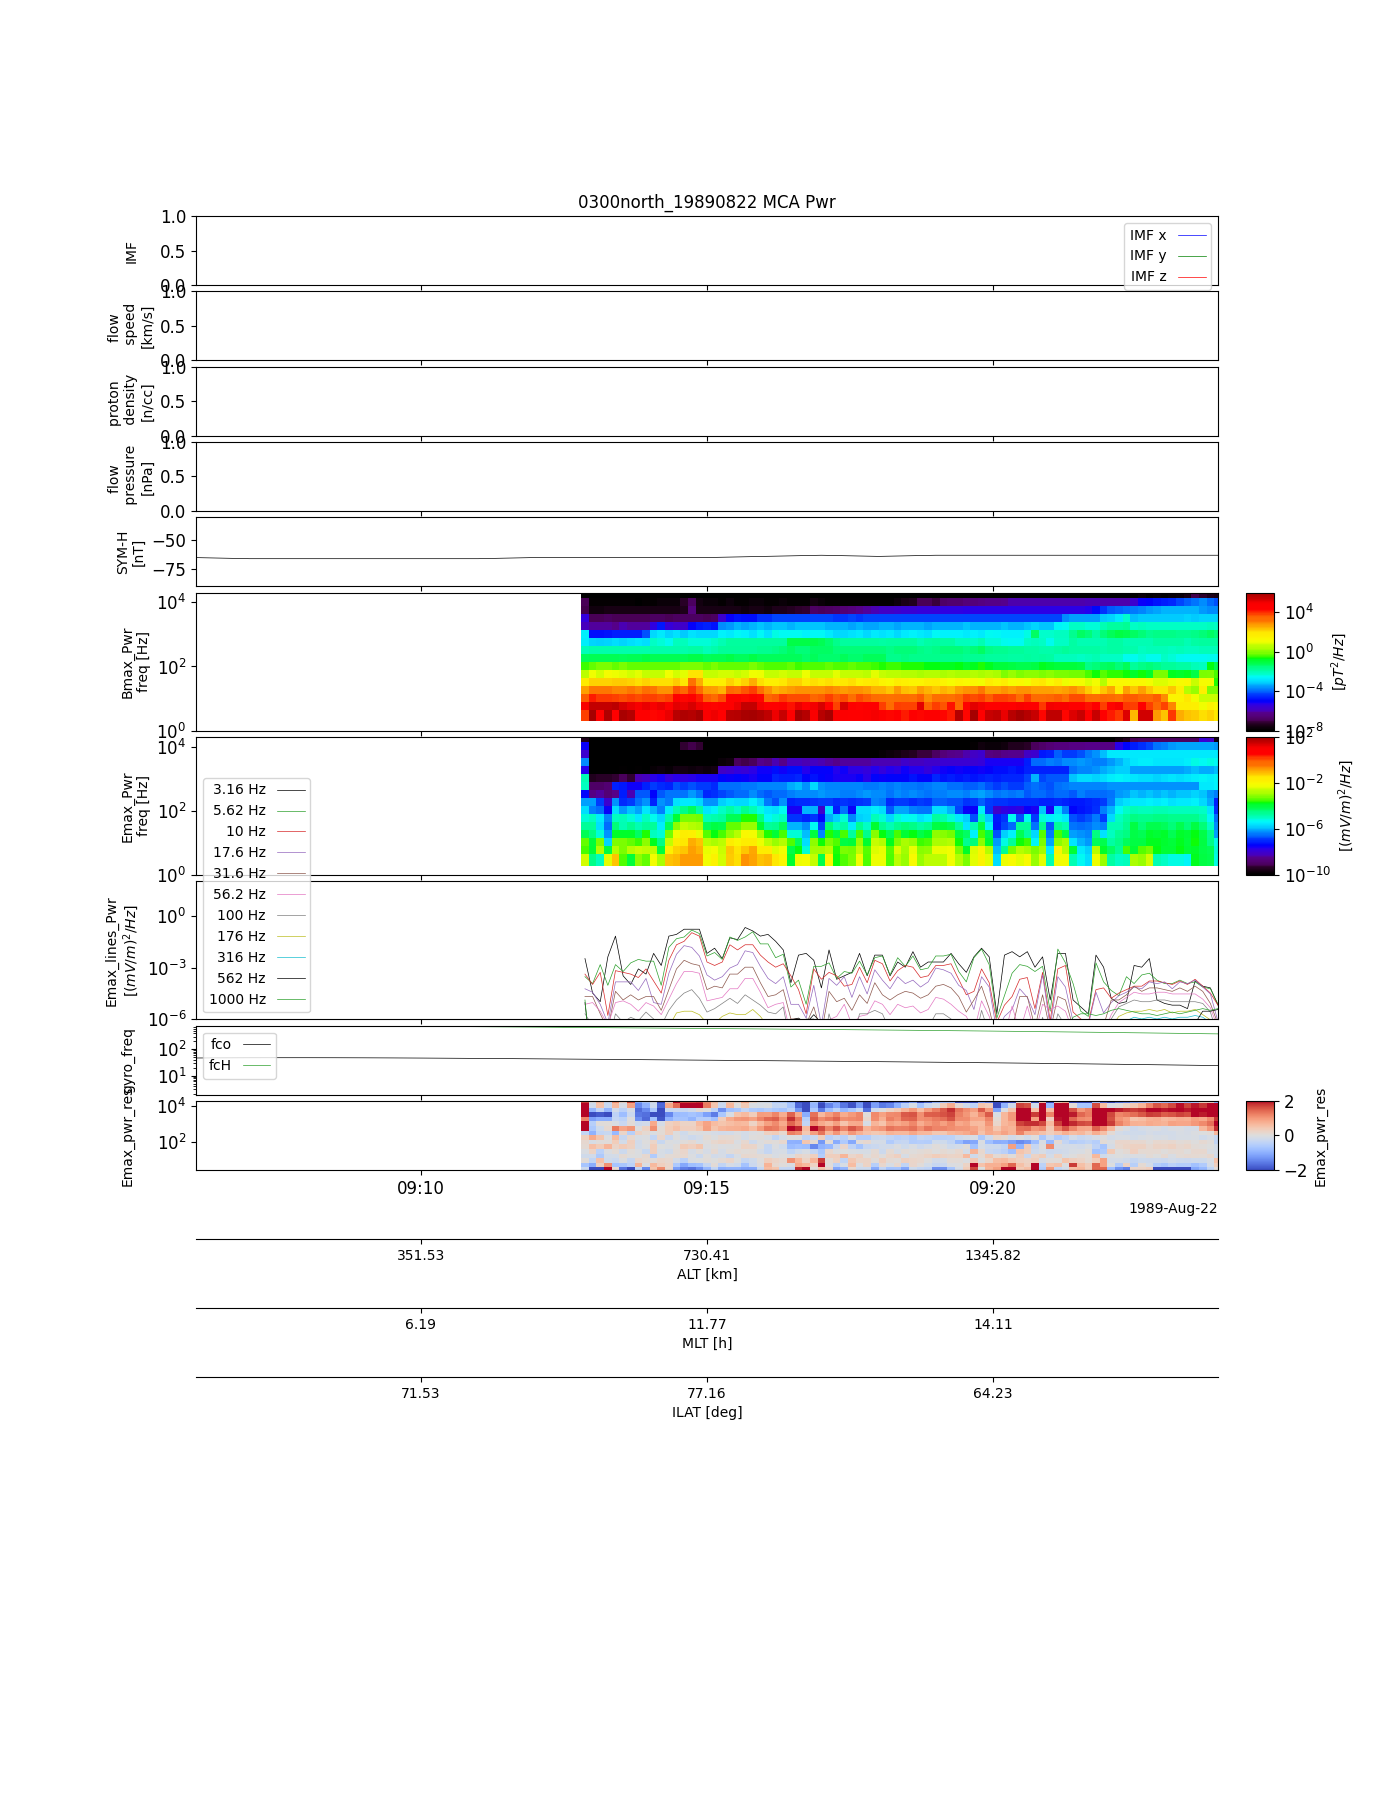 0300north_19890822 MCA Pwr
1.0
0.5
0.0
IMF
IMF x
IMF y
IMF z
1.0
0.5
0.0
flow
speed
[km/s]
1.0
0.5
0.0
proton
density
[n/cc]
1.0
0.5
0.0
flow
pressure
[nPa]
−50
−75
SYM-H
[nT]
10^4
10^2
10^0
Bmax_Pwr
freq [Hz]
10^4
10^0
10^−4
10^−8
[pT^2/Hz]
10^4
10^2
10^0
Emax_Pwr
freq [Hz]
10^2
10^−2
10^−6
10^−10
[(mV/m)^2/Hz]
3.16 Hz
5.62 Hz
10 Hz
17.6 Hz
31.6 Hz
56.2 Hz
100 Hz
176 Hz
316 Hz
562 Hz
1000 Hz
10^0
10^−3
10^−6
Emax_lines_Pwr
[(mV/m)^2/Hz]
10^2
10^1
gyro_freq
fco
fcH
10^4
10^2
Emax_pwr_res
2
0
−2
Emax_pwr_res
09:10 09:15 09:20
1989-Aug-22
351.53 730.41 1345.82
ALT [km]
6.19 11.77 14.11
MLT [h]
71.53 77.16 64.23
ILAT [deg]